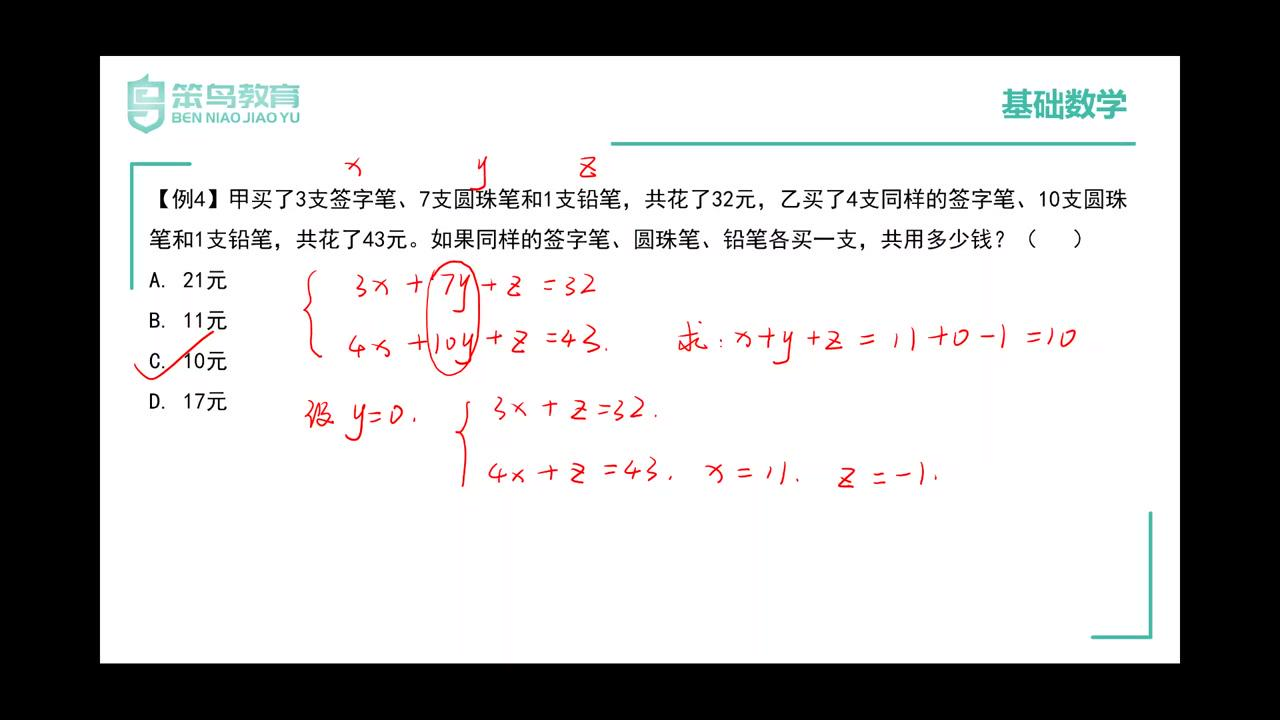 笨鸟教育
BEN NIAO JIAO YU
基础数学
x y z
【例4】甲买了3支签字笔、7支圆珠笔和1支铅笔，共花了32元，乙买了4支同样的签字笔、10支圆珠
笔和1支铅笔，共花了43元。如果同样的签字笔、圆珠笔、铅笔各买一支，共用多少钱？（ ）
A. 21元
3x + 7y + z = 32
B. 11元
4x + 10y + z = 43. 求: x + y + z = 11 + 0 - 1 = 10
C. 10元
D. 17元
设 y = 0. 3x + z = 32.
4x + z = 43. x = 11. z = -1.